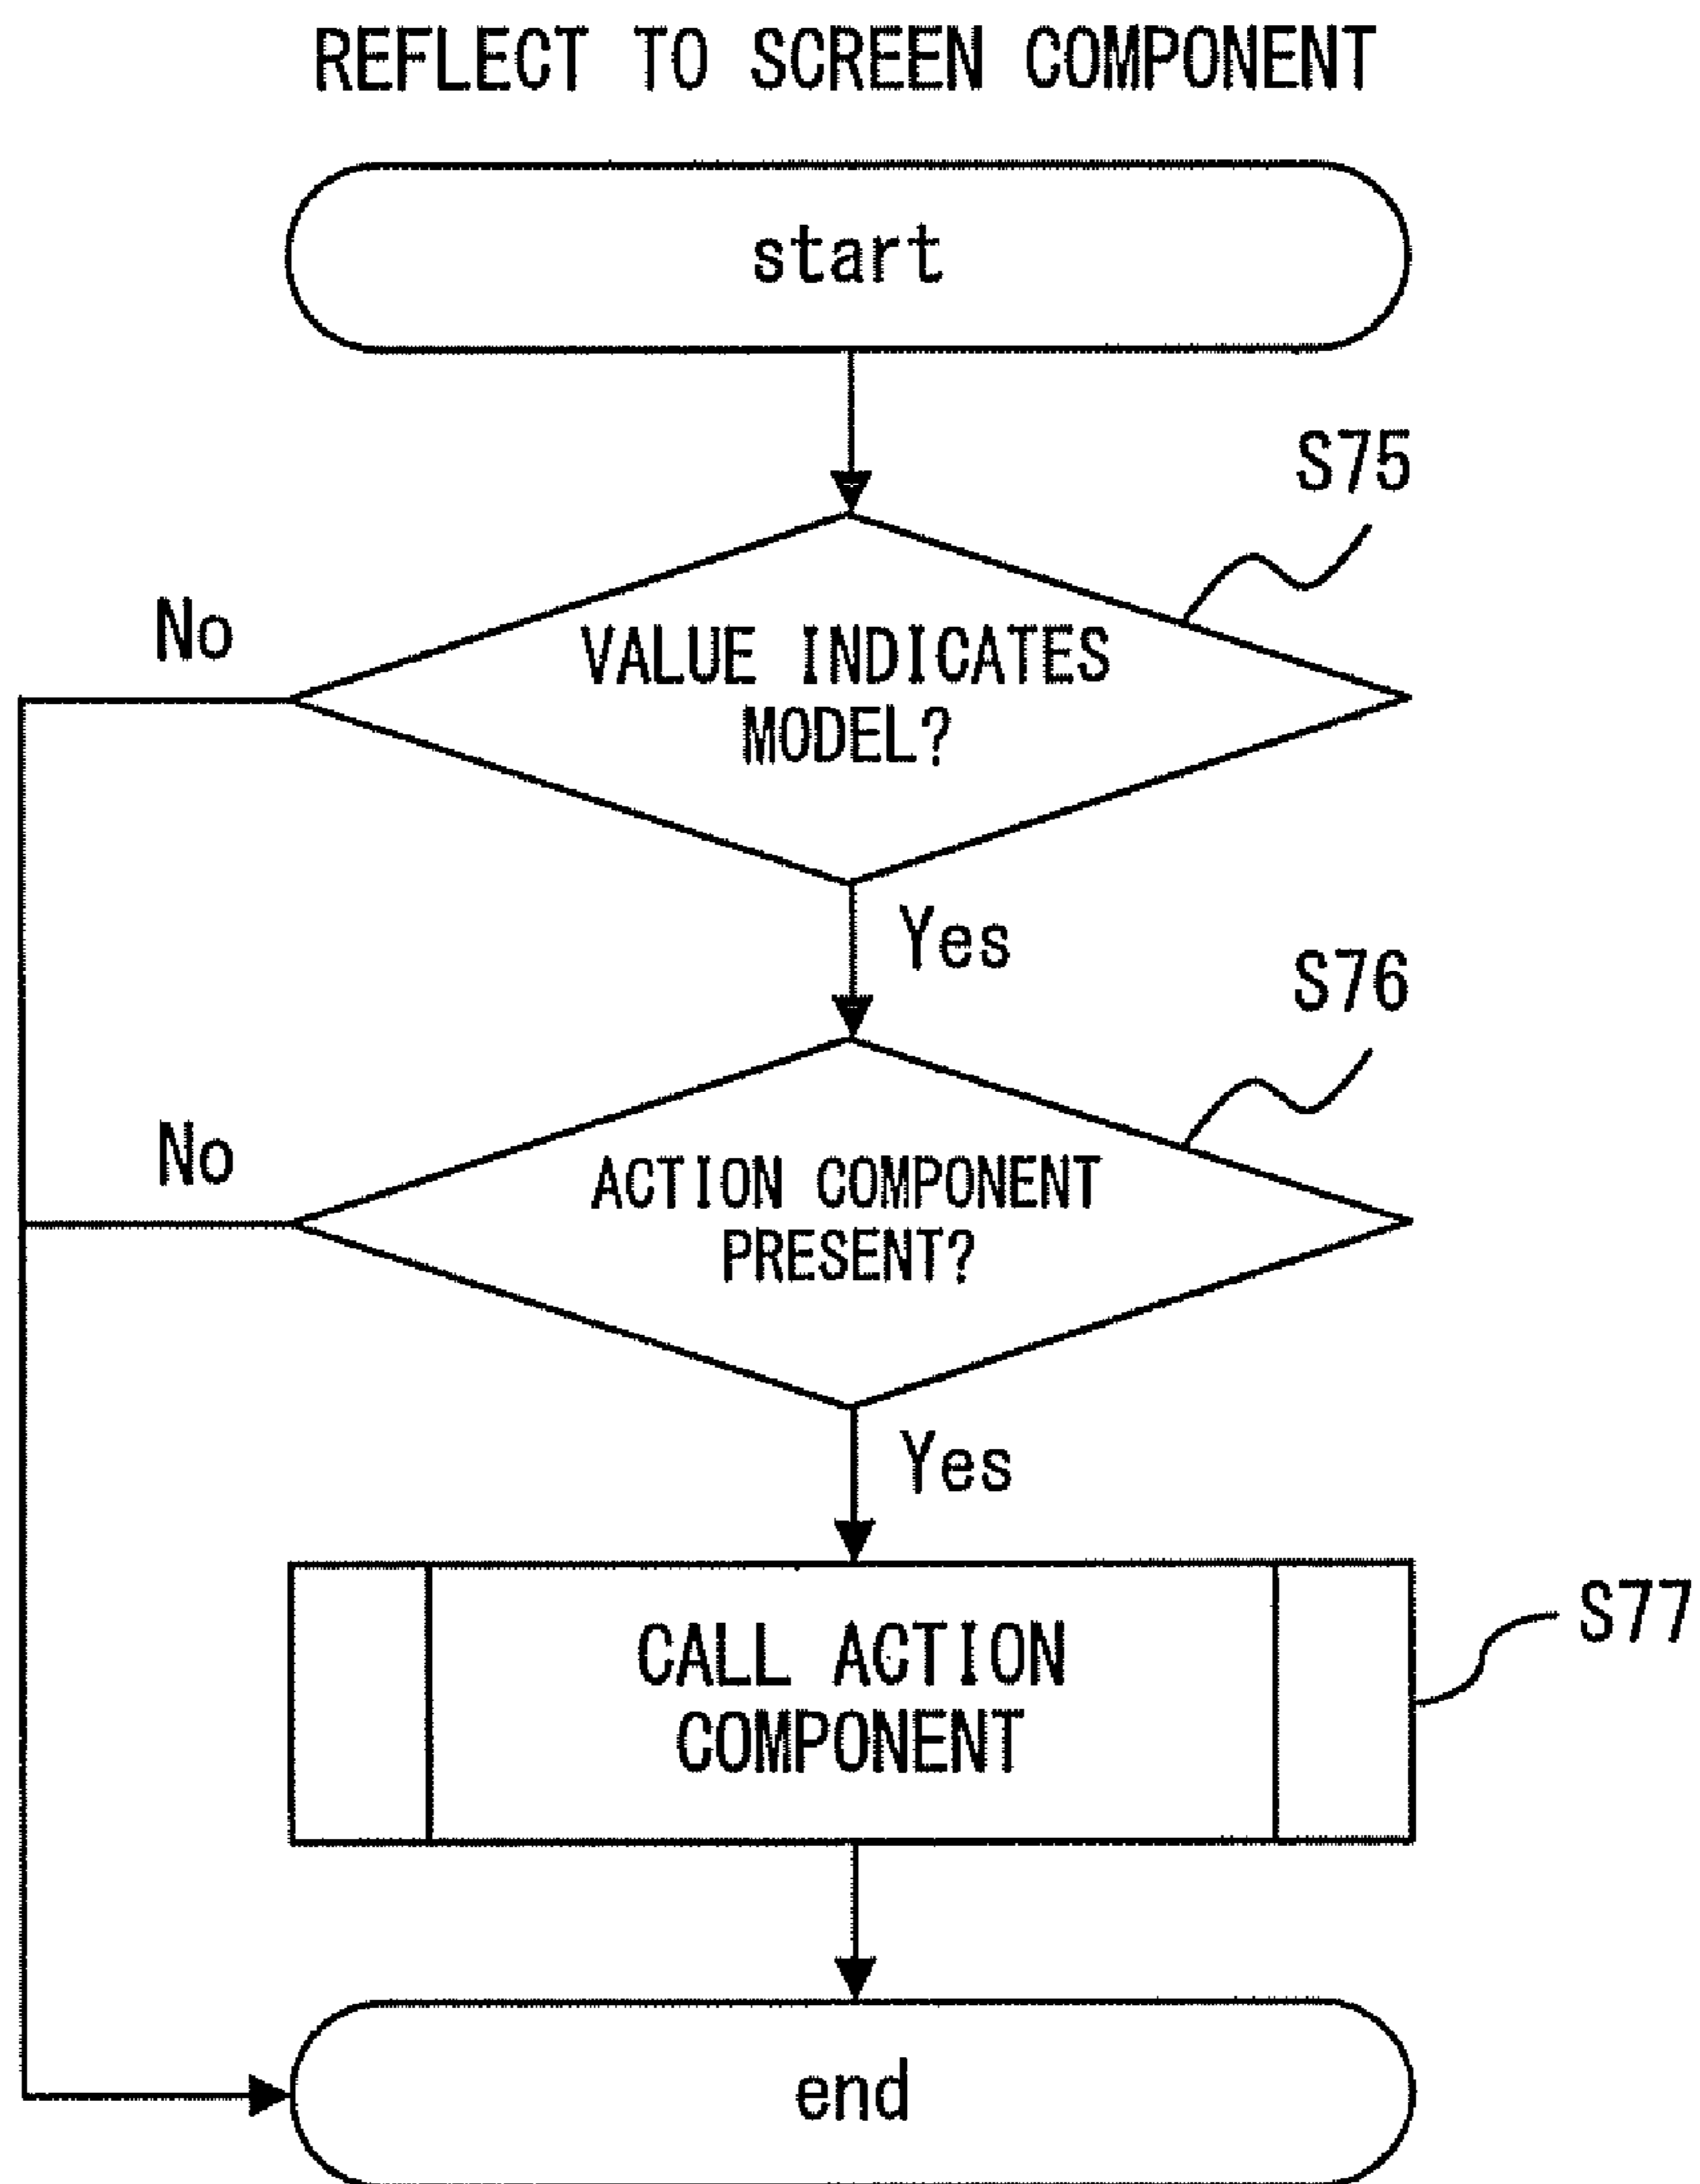 REFLECT TO SCREEN COMPONENT
start
S75
No
VALUE INDICATES
MODEL?
Yes
S76
No
ACTION COMPONENT
PRESENT?
Yes
CALL ACTION
COMPONENT
S77
end